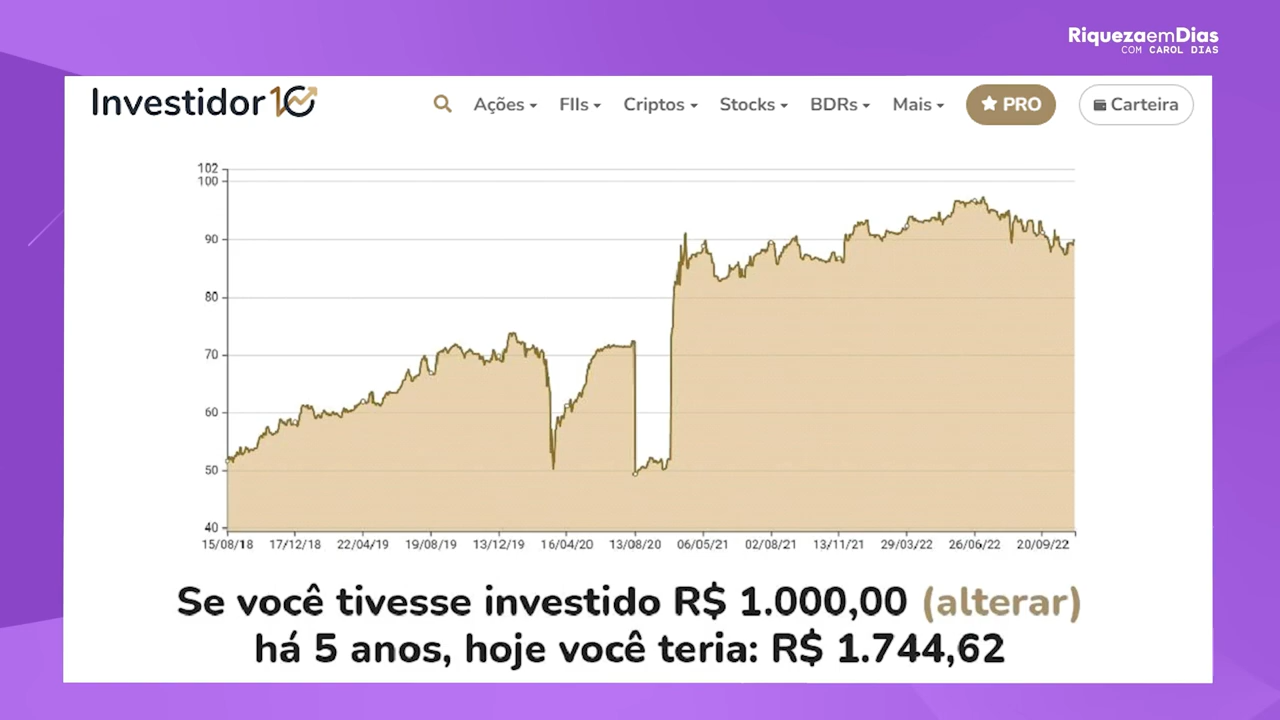 RiquezaemDias
COM CAROL DIAS
Investidor 10
Ações
FIIs
Criptos
Stocks
BDRs
Mais
PRO
Carteira
102
100
90
80
70
60
50
40
15/08/18 17/12/18 22/04/19 19/08/19 13/12/19 16/04/20 13/08/20 06/05/21 02/08/21 13/11/21 29/03/22 26/06/22 20/09/22
Se você tivesse investido R$ 1.000,00 (alterar)
há 5 anos, hoje você teria: R$ 1.744,62